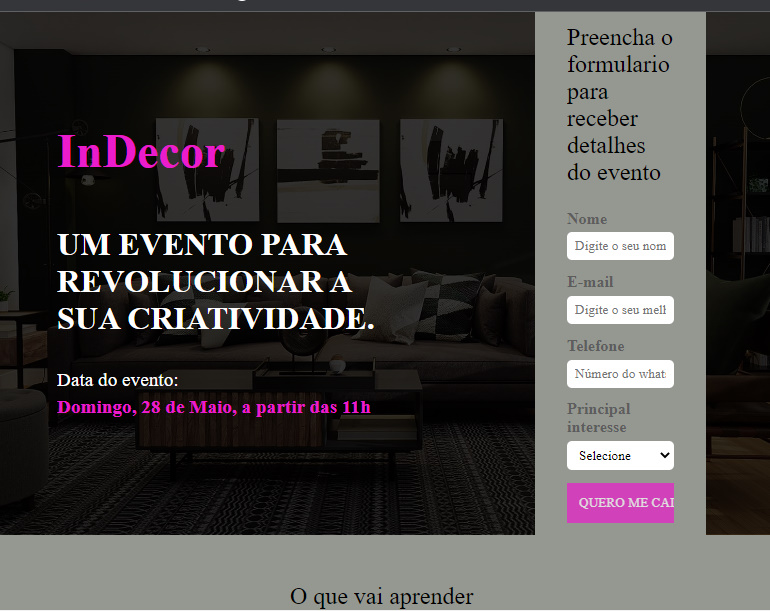 InDecor
UM EVENTO PARA
REVOLUCIONAR A
SUA CRIATIVIDADE.
Data do evento:
Domingo, 28 de Maio, a partir das 11h
Preencha o
formulario
para
receber
detalhes
do evento
Nome
Digite o seu nom
E-mail
Digite o seu
Telefone
Número do what
Principal
interesse
Selecione
QUERO ME
O que vai aprender